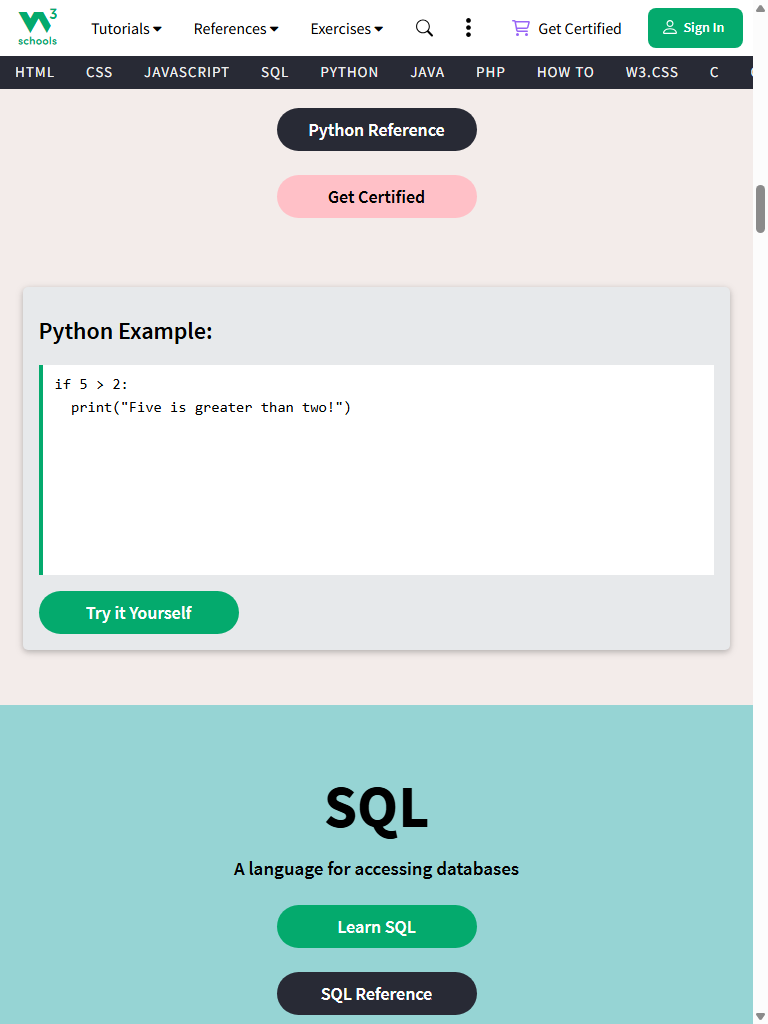 3
schools
Tutorials References Exercises Get Certified Sign In
HTML CSS JAVASCRIPT SQL PYTHON JAVA PHP HOW TO W3.CSS C
Python Reference
Get Certified
Python Example:
if 5 > 2:
  print("Five is greater than two!")
Try it Yourself
SQL
A language for accessing databases
Learn SQL
SQL Reference